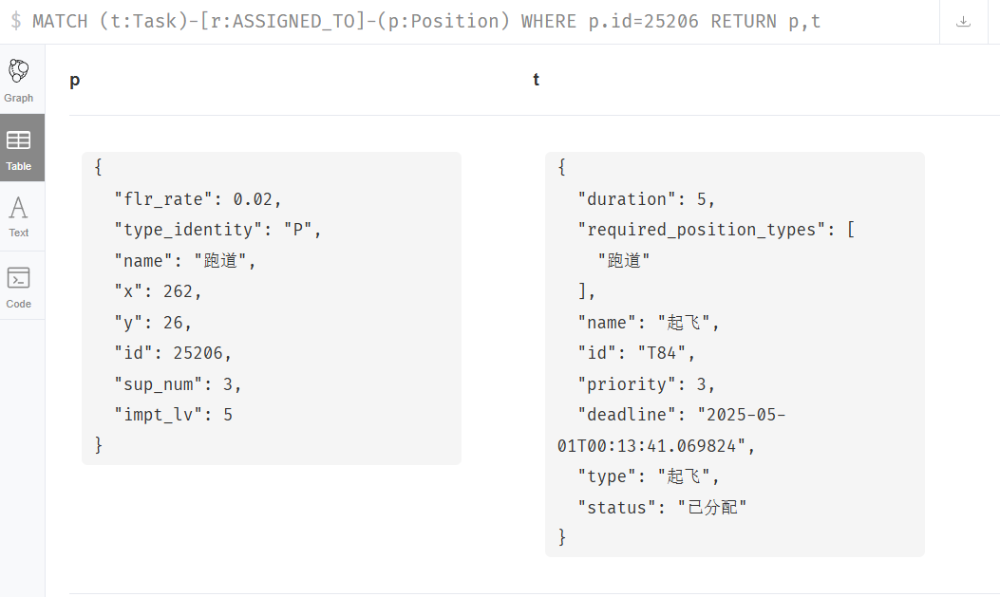 $ MATCH (t:Task)-[r:ASSIGNED_TO]-(p:Position) WHERE p.id=25206 RETURN p,t
Graph
Table
Text
Code
p
{
"flr_rate": 0.02,
"type_identity": "P",
"name": "跑道",
"x": 262,
"y": 26,
"id": 25206,
"sup_num": 3,
"impt_lv": 5
}
t
{
"duration": 5,
"required_position_types": [
"跑道"
],
"name": "起飞",
"id": "T84",
"priority": 3,
"deadline": "2025-05-
01T00:13:41.069824",
"type": "起飞",
"status": "已分配"
}